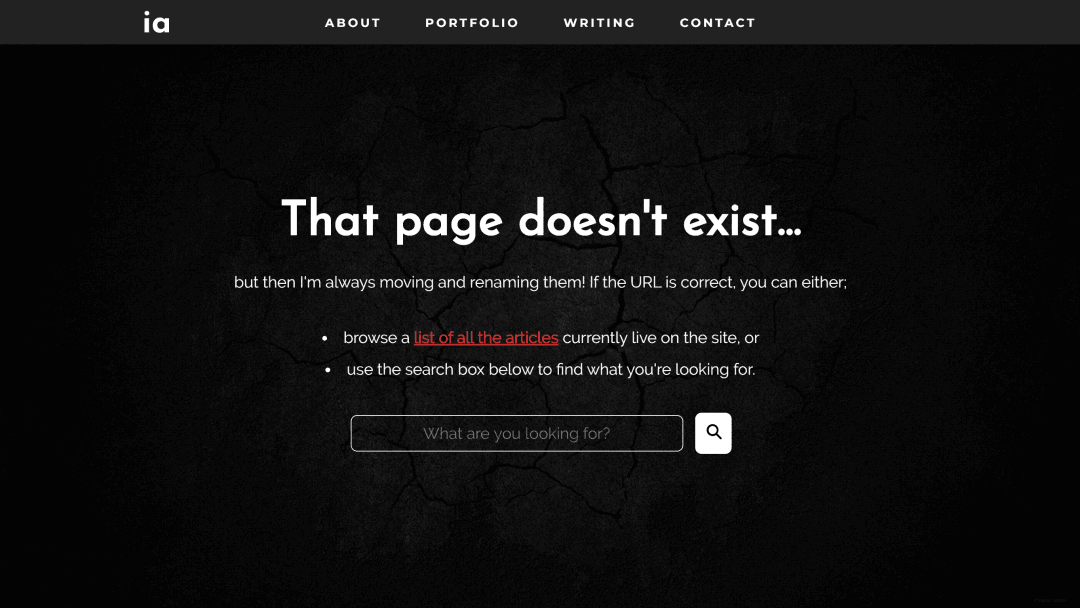 ia
ABOUT PORTFOLIO WRITING CONTACT
That page doesn't exist...
but then I'm always moving and renaming them! If the URL is correct, you can either;
• browse a list of all the articles currently live on the site, or
• use the search box below to find what you're looking for.
What are you looking for?